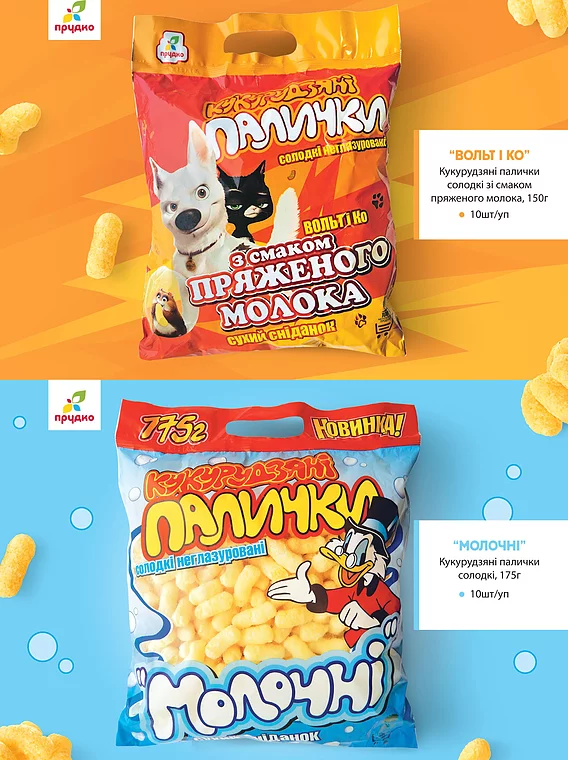 прудко
прудко
КУКУРУДЗЯНІ
ПАЛИЧКИ
солодкі неглазуровані
ВОЛЬТ і Ко
З СМАКОМ
ПРЯЖЕНОГО
МОЛОКА
сухий сніданок
“ВОЛЬТ І КО”
Кукурудзяні палички
солодкі зі смаком
пряженого молока, 150г
• 10шт/уп
прудко
175г
Новинка!
КУКУРУДЗЯНІ
ПАЛИЧКИ
солодкі неглазуровані
"Молочні"
сухий сніданок
“МОЛОЧНІ”
Кукурудзяні палички
солодкі, 175г
• 10шт/уп